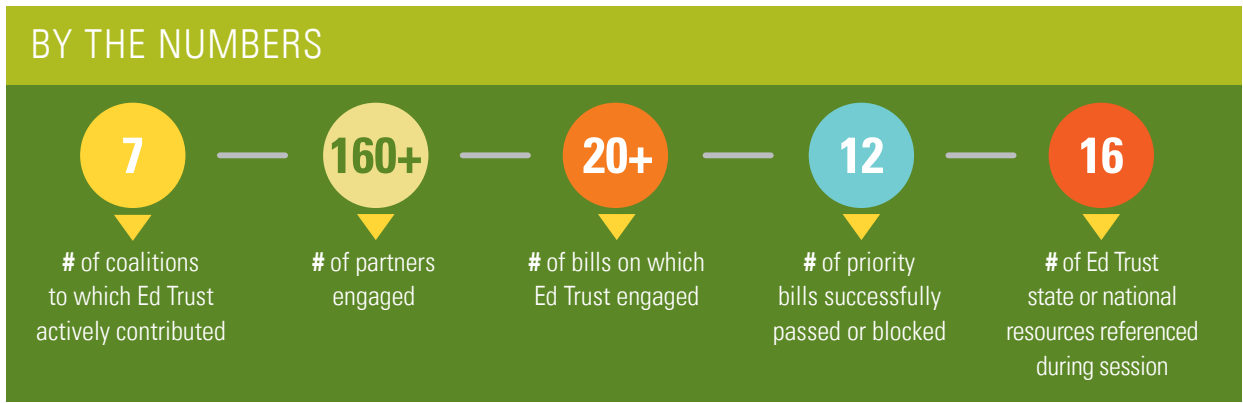 BY THE NUMBERS
7
160+
20+
12
16
# of coalitions
to which Ed Trust
actively contributed
# of partners
engaged
# of bills on which
Ed Trust engaged
# of priority
bills successfully
passed or blocked
# of Ed Trust
state or national
resources referenced
during session